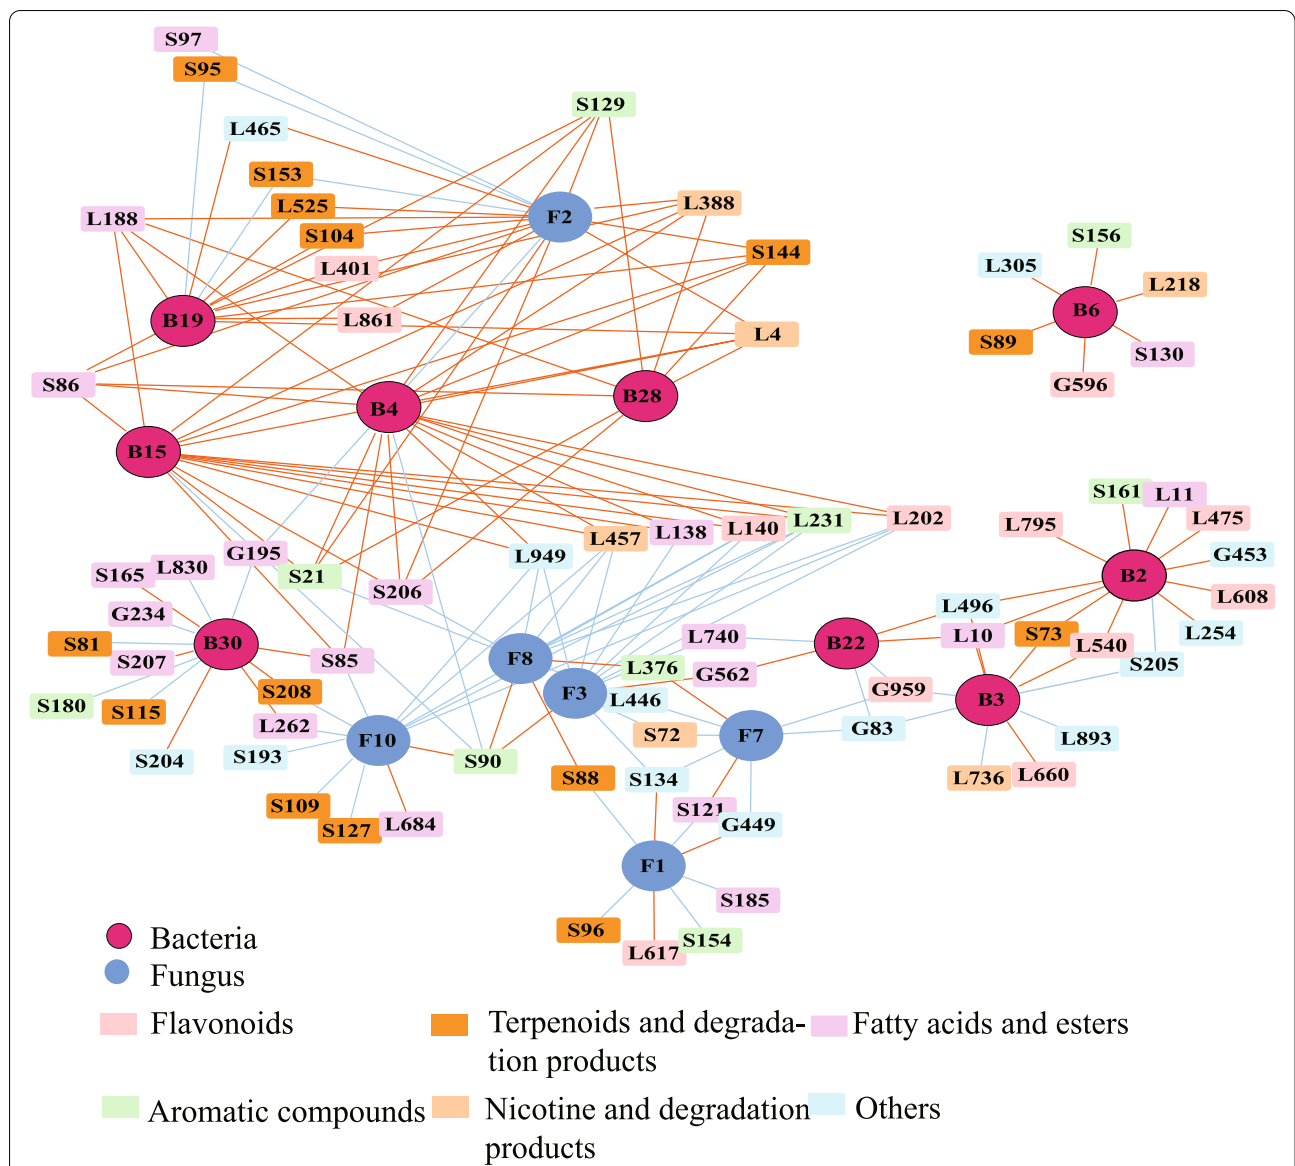 S97
S95
S129
L465
S153
L388
L525
L188
F2
S104
S156
S144
L401
L305
L218
B6
B19
L861
L4
S89
S130
S86
G596
B28
B4
B15
S161
L11
L202
L231
L475
L795
L140
L138
L457
G195
L949
G453
L830
S165
S21
B2
S206
L608
L496
G234
L254
L740
L10
S73
B30
B22
S81
L540
S207
S85
F8
L376
S205
G562
S208
F3
G959
L446
B3
S180
S115
L262
G83
F10
S72
F7
L893
S193
S204
S90
S88
S134
L736
L660
S109
S121
S127
L684
G449
F1
S185
S96
S154
L617
Bacteria
Fungus
Flavonoids
Terpenoids and degrada-
tion products
Fatty acids and esters
Aromatic compounds
Nicotine and degradation
products
Others